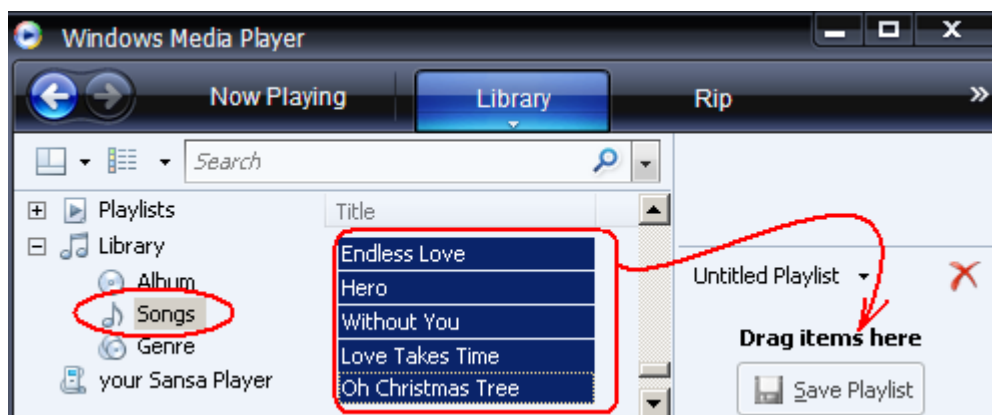 Windows Media Player
Now Playing
Library
Rip
Search
Playlists
Title
Library
Endless Love
Album
Hero
Songs
Without You
Genre
Love Takes Time
your Sansa Player
Oh Christmas Tree
Untitled Playlist
Drag items here
Save Playlist